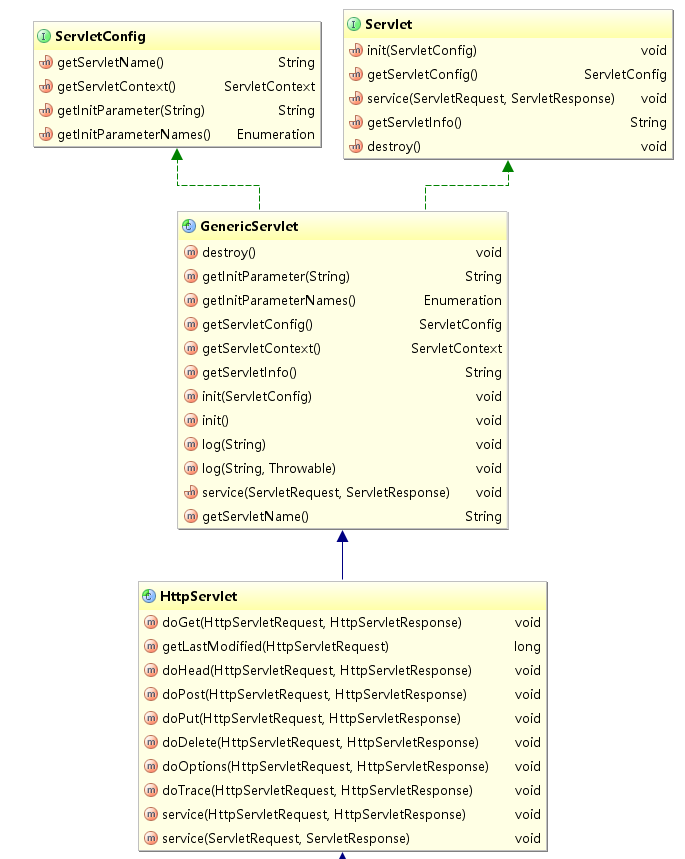 ServletConfig
getServletName() String
getServletContext() ServletContext
getInitParameter(String) String
getInitParameterNames() Enumeration
Servlet
init(ServletConfig) void
getServletConfig() ServletConfig
service(ServletRequest, ServletResponse) void
getServletInfo() String
destroy() void
GenericServlet
destroy() void
getInitParameter(String) String
getInitParameterNames() Enumeration
getServletConfig() ServletConfig
getServletContext() ServletContext
getServletInfo() String
init(ServletConfig) void
init() void
log(String) void
log(String, Throwable) void
service(ServletRequest, ServletResponse) void
getServletName() String
HttpServlet
doGet(HttpServletRequest, HttpServletResponse) void
getLastModified(HttpServletRequest) long
doHead(HttpServletRequest, HttpServletResponse) void
doPost(HttpServletRequest, HttpServletResponse) void
doPut(HttpServletRequest, HttpServletResponse) void
doDelete(HttpServletRequest, HttpServletResponse) void
doOptions(HttpServletRequest, HttpServletResponse) void
doTrace(HttpServletRequest, HttpServletResponse) void
service(HttpServletRequest, HttpServletResponse) void
service(ServletRequest, ServletResponse) void